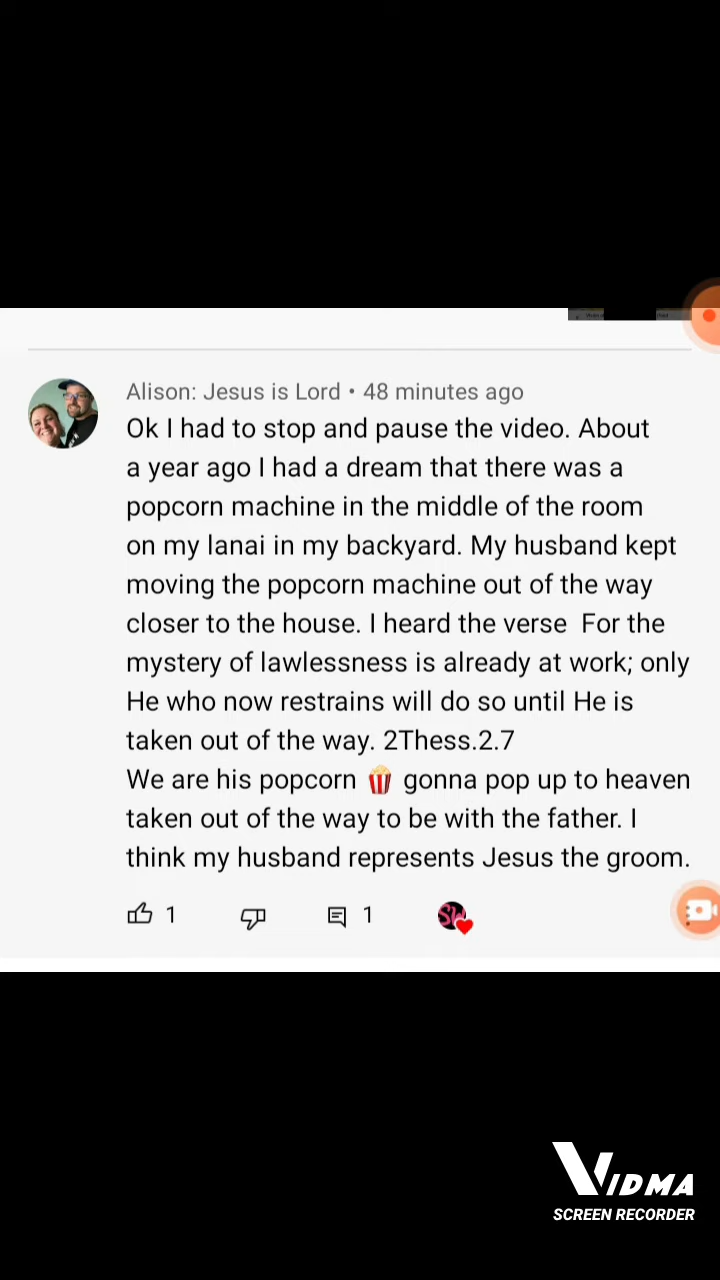 Alison: Jesus is Lord • 48 minutes ago
Ok I had to stop and pause the video. About
a year ago I had a dream that there was a
popcorn machine in the middle of the room
on my lanai in my backyard. My husband kept
moving the popcorn machine out of the way
closer to the house. I heard the verse  For the
mystery of lawlessness is already at work; only
He who now restrains will do so until He is
taken out of the way. 2Thess.2.7
We are his popcorn 🍿 gonna pop up to heaven
taken out of the way to be with the father. I
think my husband represents Jesus the groom.
1 1
SW
VIDMA
SCREEN RECORDER